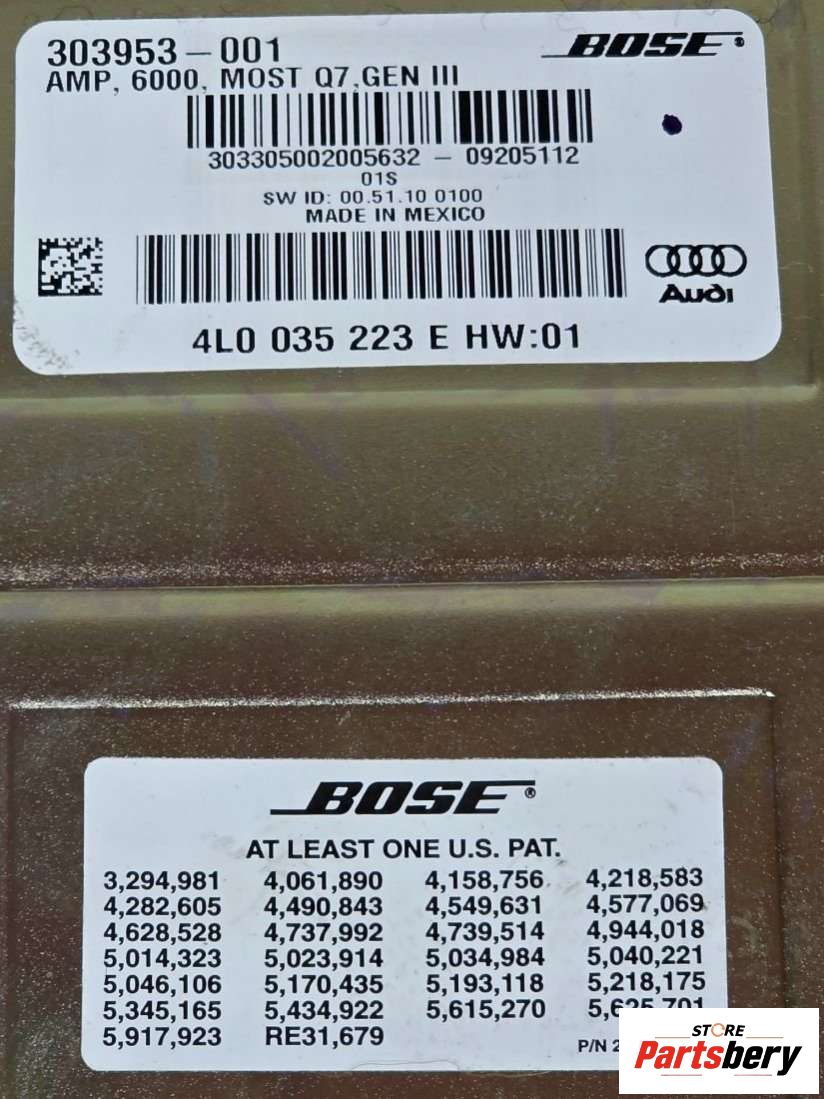 303953-001
BOSE®
AMP, 6000, MOST Q7,GEN III
303305002005632 - 09205112
01S
SW ID: 00.51.10 0100
MADE IN MEXICO
Audi
4L0 035 223 E HW:01
BOSE®
AT LEAST ONE U.S. PAT.
3,294,981 4,061,890 4,158,756 4,218,583
4,282,605 4,490,843 4,549,631 4,577,069
4,628,528 4,737,992 4,739,514 4,944,018
5,014,323 5,023,914 5,034,984 5,040,221
5,046,106 5,170,435 5,193,118 5,218,175
5,345,165 5,434,922 5,615,270
5,917,923 RE31,679
P/N
STORE
Partsbery